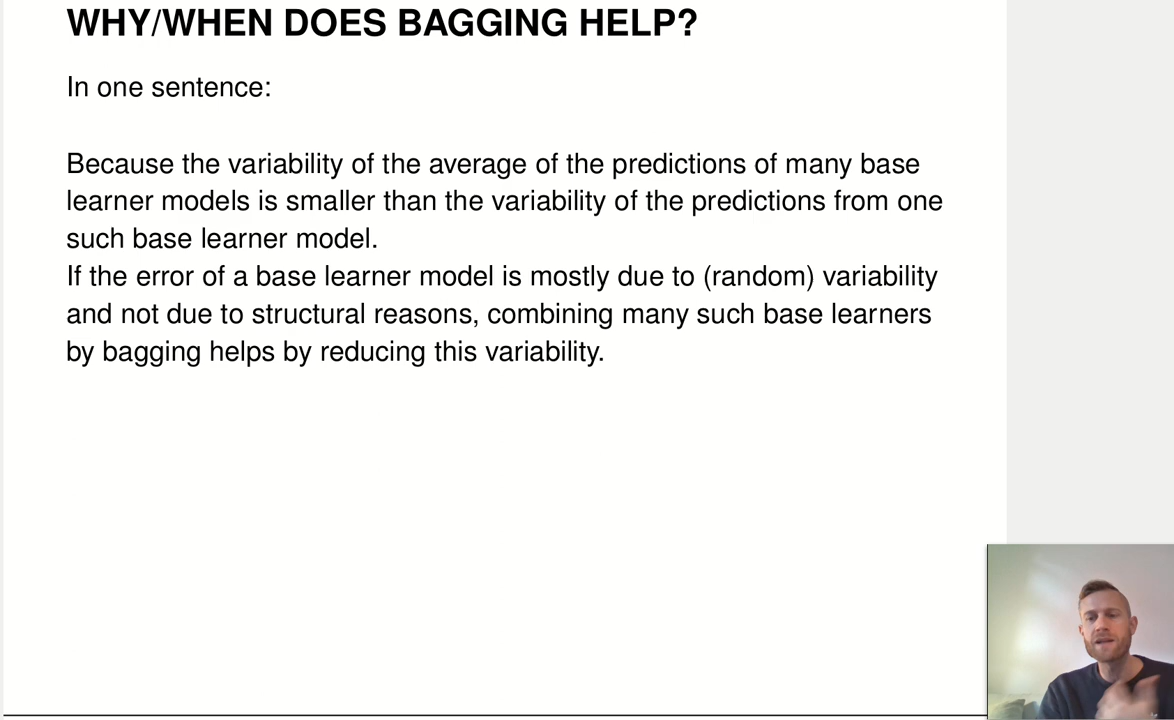 WHY/WHEN DOES BAGGING HELP?
In one sentence:
Because the variability of the average of the predictions of many base
learner models is smaller than the variability of the predictions from one
such base learner model.
If the error of a base learner model is mostly due to (random) variability
and not due to structural reasons, combining many such base learners
by bagging helps by reducing this variability.